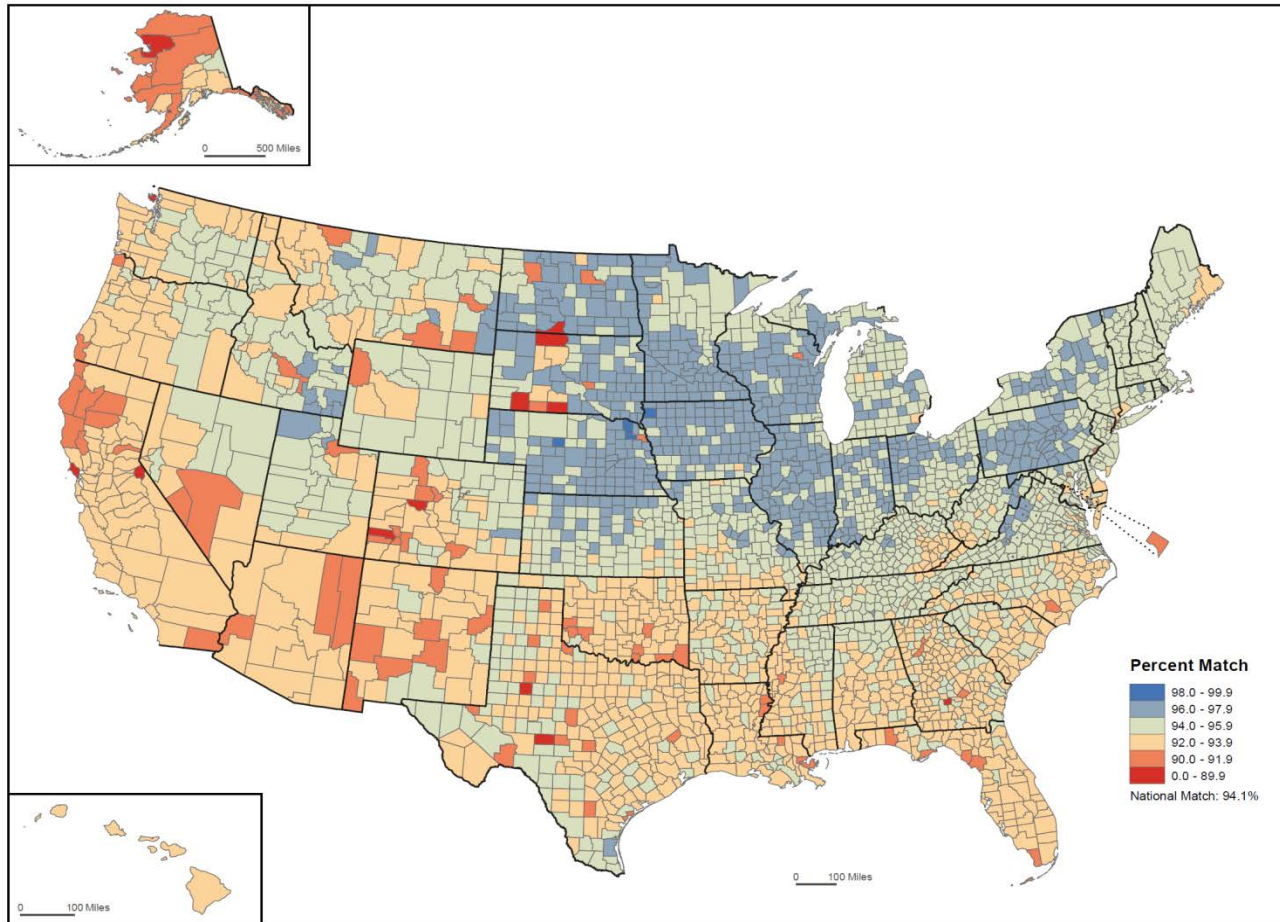 0 500 Miles
Percent Match
98.0 - 99.9
96.0 - 97.9
94.0 - 95.9
92.0 - 93.9
90.0 - 91.9
0.0 - 89.9
National Match: 94.1%
0 100 Miles
0 100 Miles